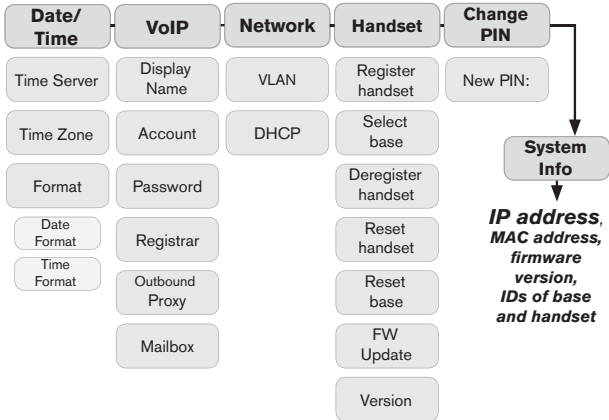 Date/
Time
VoIP
Network
Handset
Change
PIN
Time Server
Time Zone
Format
Date
Format
Time
Format
Display
Name
Account
Password
Registrar
Outbound
Proxy
Mailbox
VLAN
DHCP
Register
handset
Select
base
Deregister
handset
Reset
handset
Reset
base
FW
Update
Version
New PIN:
System
Info
IP address,
MAC address,
firmware
version,
IDs of base
and handset